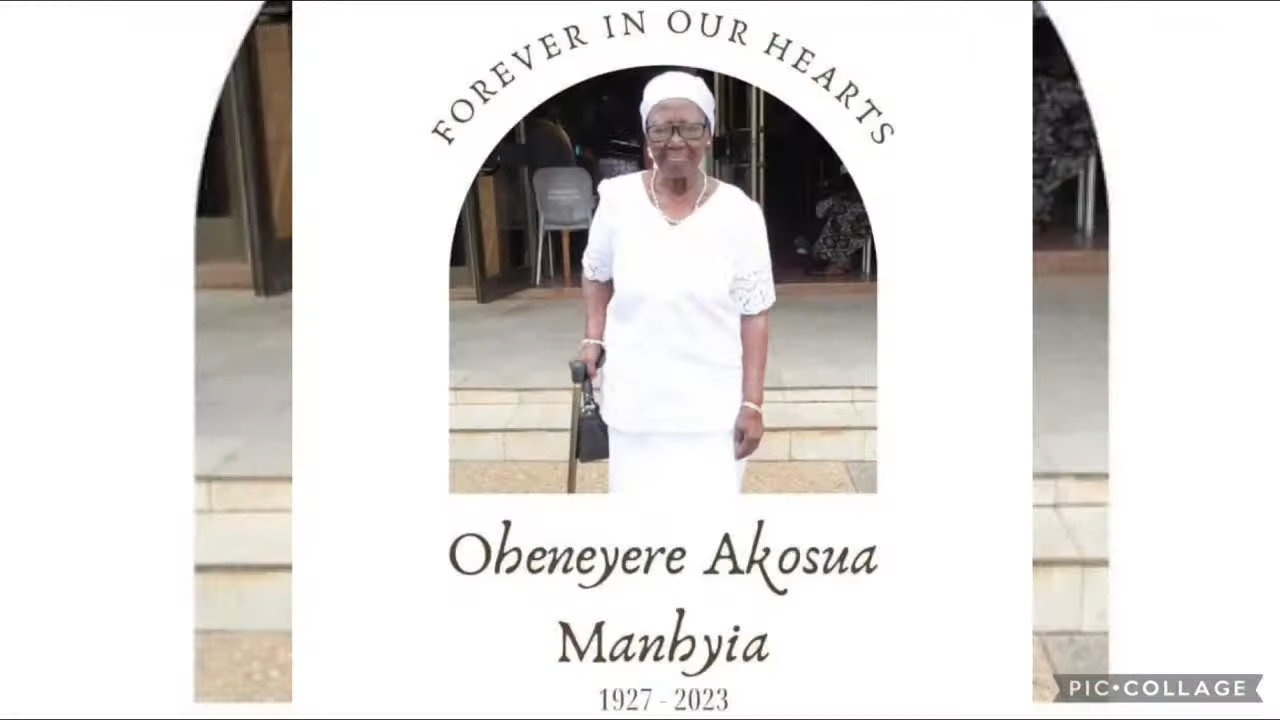 FOREVER IN OUR HEARTS
Oheneyere Akosua
Manhyia
1927 - 2023
PIC•COLLAGE